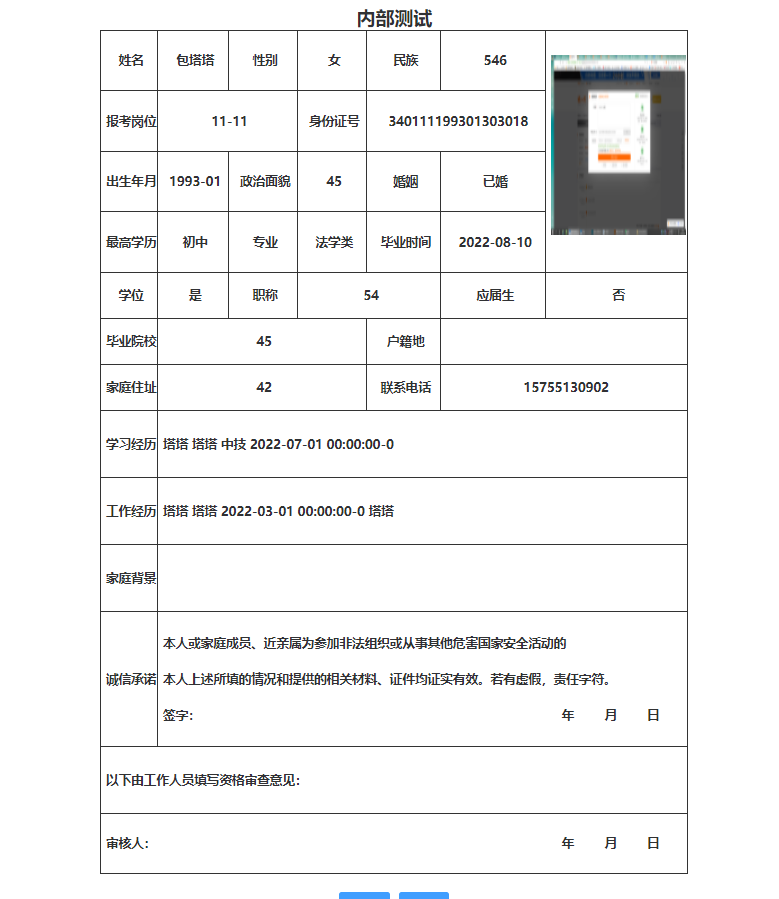 内部测试
姓名 包塔塔 性别 女 民族 546
报考岗位 11-11 身份证号 340111199301303018
出生年月 1993-01 政治面貌 45 婚姻 已婚
最高学历 初中 专业 法学类 毕业时间 2022-08-10
学位 是 职称 54 应届生 否
毕业院校 45 户籍地
家庭住址 42 联系电话 15755130902
学习经历 塔塔 塔塔 中技 2022-07-01 00:00:00-0
工作经历 塔塔 塔塔 2022-03-01 00:00:00-0 塔塔
家庭背景
本人或家庭成员、近亲属为参加非法组织或从事其他危害国家安全活动的
诚信承诺 本人上述所填的情况和提供的相关材料、证件均证实有效。若有虚假，责任字符。
签字： 年 月 日
以下由工作人员填写资格审查意见：
审核人： 年 月 日